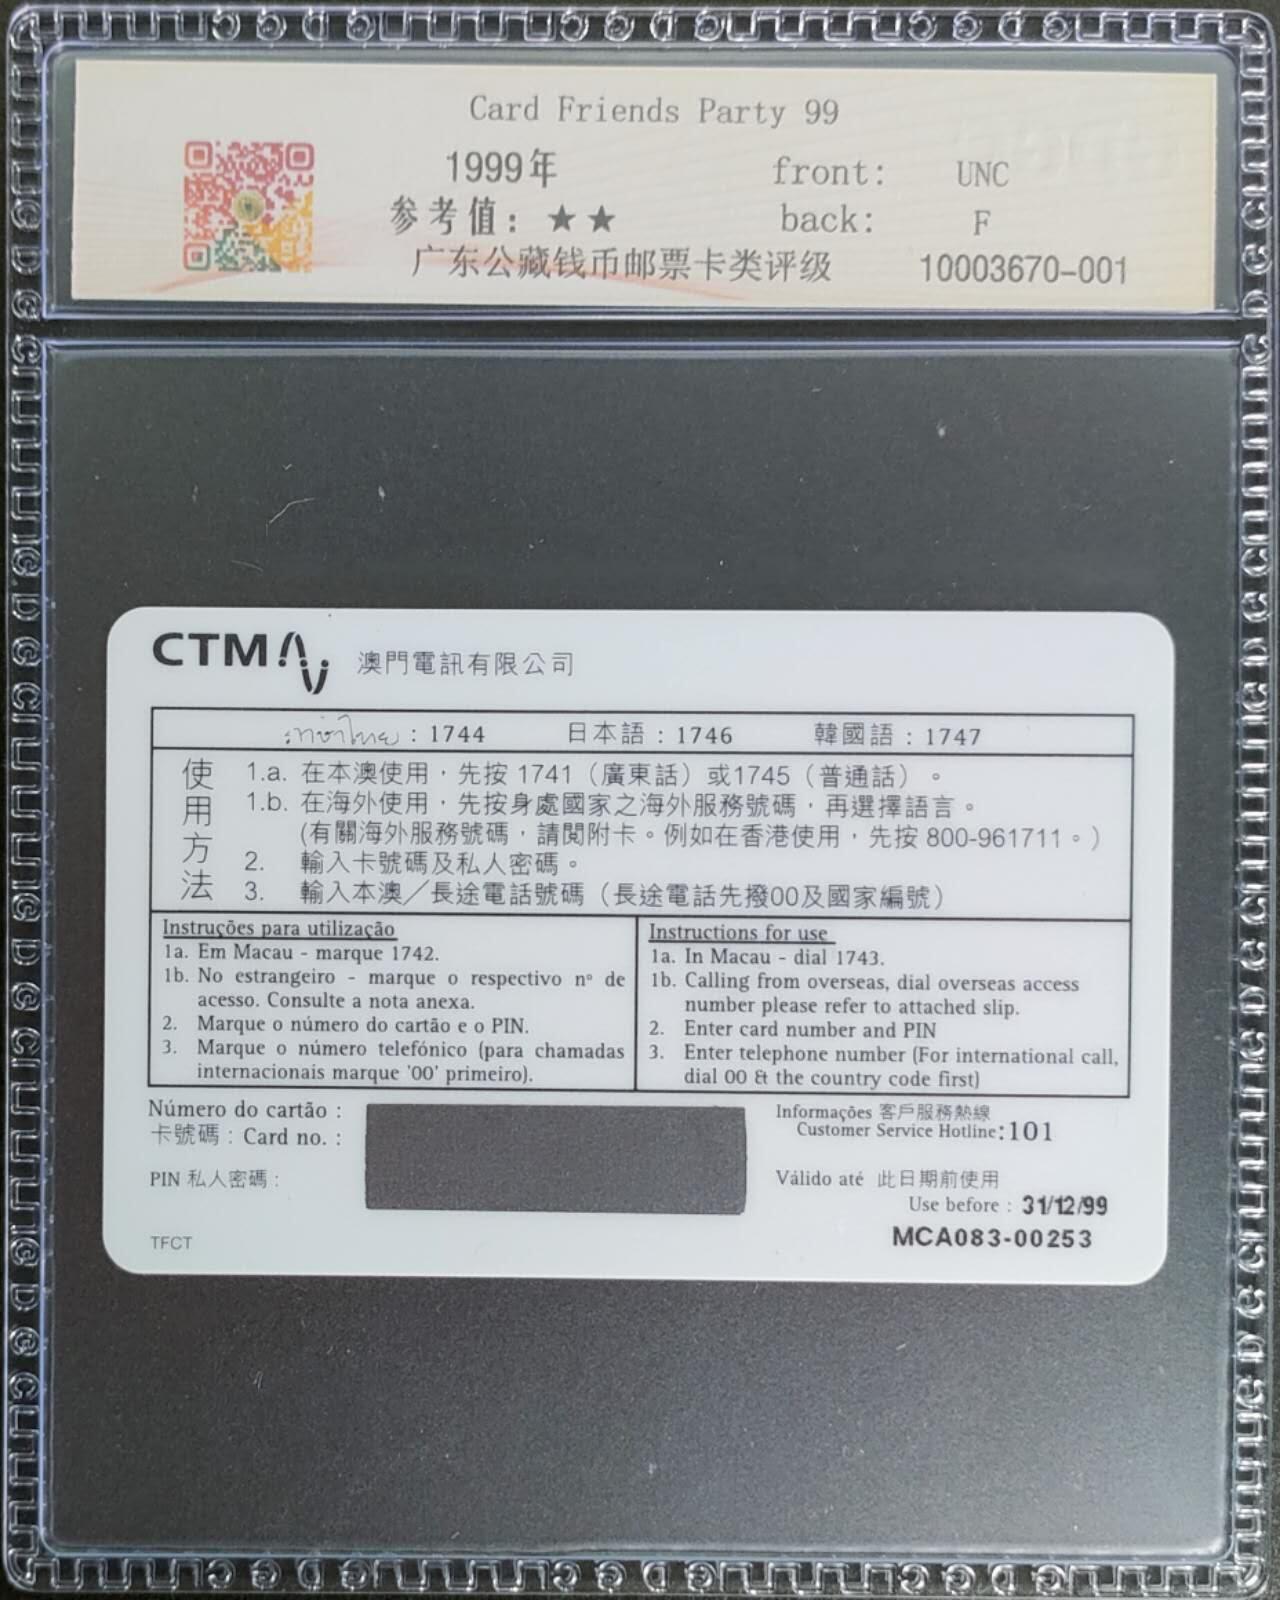 Card Friends Party 99
1999年 front: UNC
参考值：★★ back: F
广东公藏钱币邮票卡类评级 10003670-001
CTM 澳門電訊有限公司
: 1744 日本語 : 1746 韓國語 : 1747
使用方法
1.a. 在本澳使用，先按 1741（廣東話）或1745（普通話）。
1.b. 在海外使用，先按身處國家之海外服務號碼，再選擇語言。
(有關海外服務號碼，請閱附卡。例如在香港使用，先按 800-961711。）
2. 輸入卡號碼及私人密碼。
3. 輸入本澳／長途電話號碼（長途電話先撥00及國家編號）
Instruções para utilização
1a. Em Macau - marque 1742.
1b. No estrangeiro - marque o respectivo nº de
acesso. Consulte a nota anexa.
2. Marque o número do cartão e o PIN.
3. Marque o número telefónico (para chamadas
internacionais marque '00' primeiro).
Instructions for use
1a. In Macau - dial 1743.
1b. Calling from overseas, dial overseas access
number please refer to attached slip.
2. Enter card number and PIN
3. Enter telephone number (For international call,
dial 00 & the country code first)
Número do cartão :
卡號碼 : Card no. :
PIN 私人密碼 :
TFCT
Informações 客戶服務熱線
Customer Service Hotline:101
Válido até 此日期前使用
Use before : 31/12/99
MCA083-00253